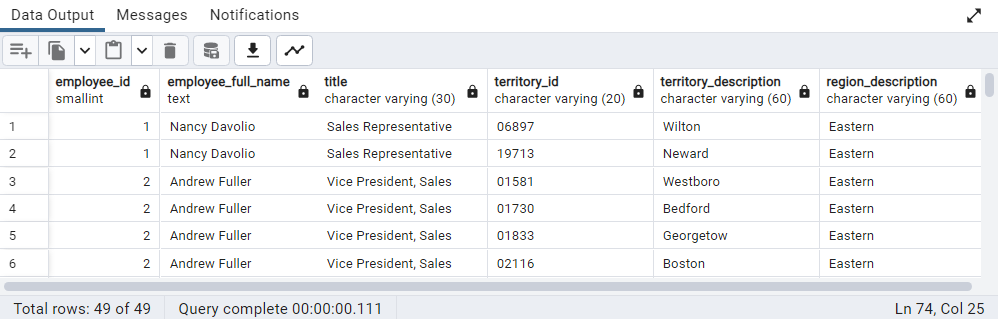 Data Output Messages Notifications
employee_id employee_full_name title territory_id territory_description region_description
smallint text character varying (30) character varying (20) character varying (60) character varying (60)
1 1 Nancy Davolio Sales Representative 06897 Wilton Eastern
2 1 Nancy Davolio Sales Representative 19713 Neward Eastern
3 2 Andrew Fuller Vice President, Sales 01581 Westboro Eastern
4 2 Andrew Fuller Vice President, Sales 01730 Bedford Eastern
5 2 Andrew Fuller Vice President, Sales 01833 Georgetow Eastern
6 2 Andrew Fuller Vice President, Sales 02116 Boston Eastern
Total rows: 49 of 49 Query complete 00:00:00.111 Ln 74, Col 25